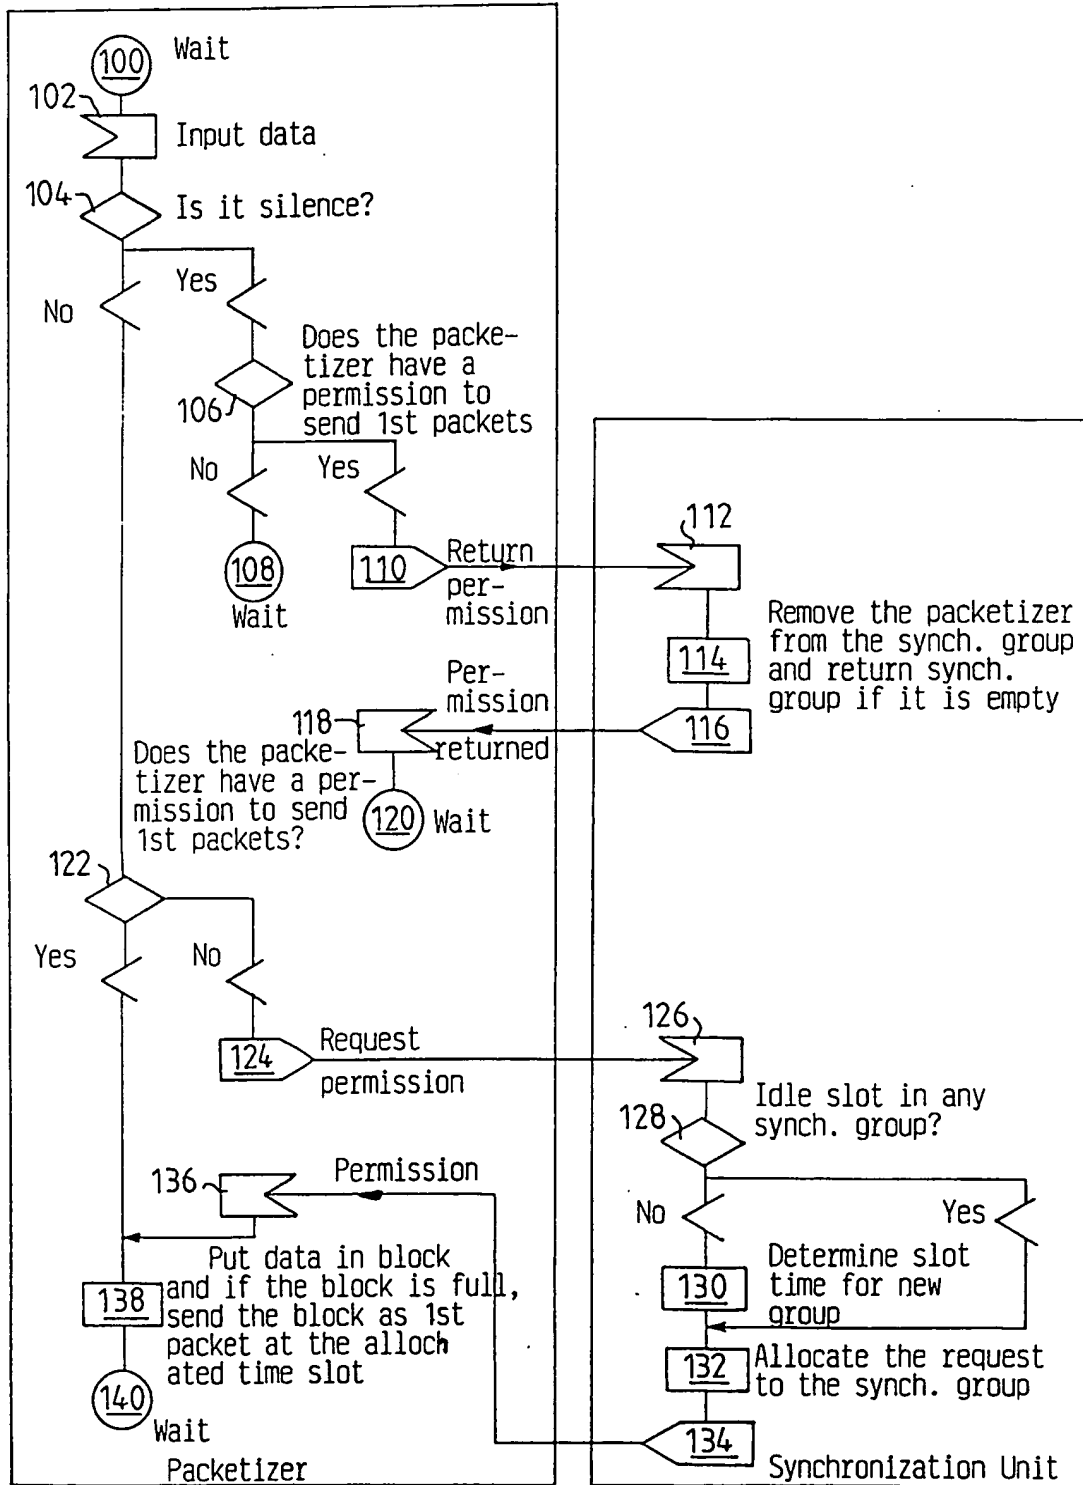 100
Wait
102
Input data
104
Is it silence?
No
Yes
Does the packe-
tizer have a
permission to
send 1st packets
106
No
Yes
108
Wait
110
Return
per-
mission
112
Remove the packetizer
from the synch. group
and return synch.
group if it is empty
114
116
Per-
mission
returned
118
Does the packe-
tizer have a per-
mission to send
1st packets?
120
Wait
122
Yes
No
124
Request
permission
126
Idle slot in any
synch. group?
128
No
Yes
Determine slot
time for new
group
130
132
Allocate the request
to the synch. group
134
Permission
136
Put data in block
and if the block is full,
send the block as 1st
packet at the alloch
ated time slot
138
140
Wait
Packetizer
Synchronization Unit